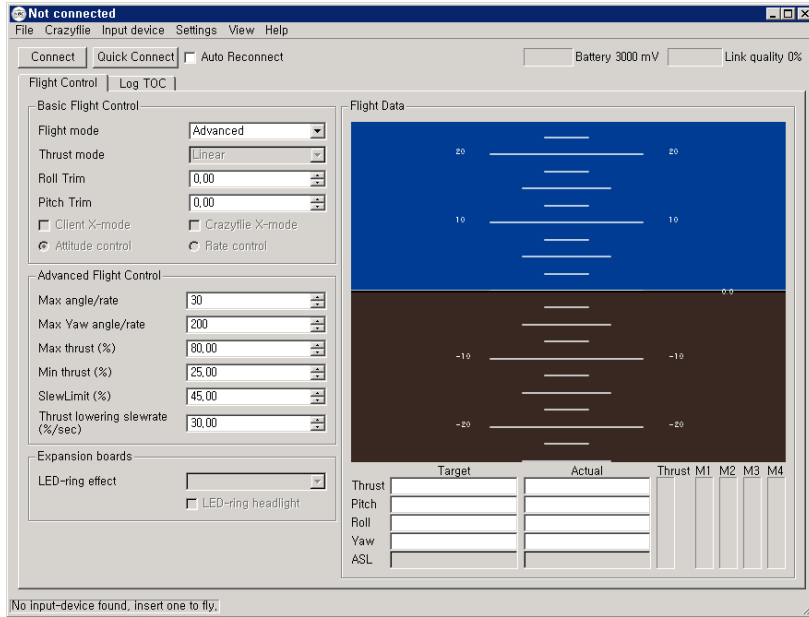 Not connected
File Crazyflie Input device Settings View Help
Connect Quick Connect Auto Reconnect Battery 3000 mV Link quality 0%
Flight Control Log TOC
Basic Flight Control
Flight mode Advanced
Thrust mode Linear
Roll Trim 0,00
Pitch Trim 0,00
Client X-mode Crazyflie X-mode
Attitude control Rate control
Advanced Flight Control
Max angle/rate 30
Max Yaw angle/rate 200
Max thrust (%) 80,00
Min thrust (%) 25,00
SlewLimit (%) 45,00
Thrust lowering slewrate
(%/sec) 30,00
Expansion boards
LED-ring effect
LED-ring headlight
Flight Data
20 20
10 10
0.0
-10 -10
-20 -20
Target Actual Thrust M1 M2 M3 M4
Thrust
Pitch
Roll
Yaw
ASL
No input-device found, insert one to fly,